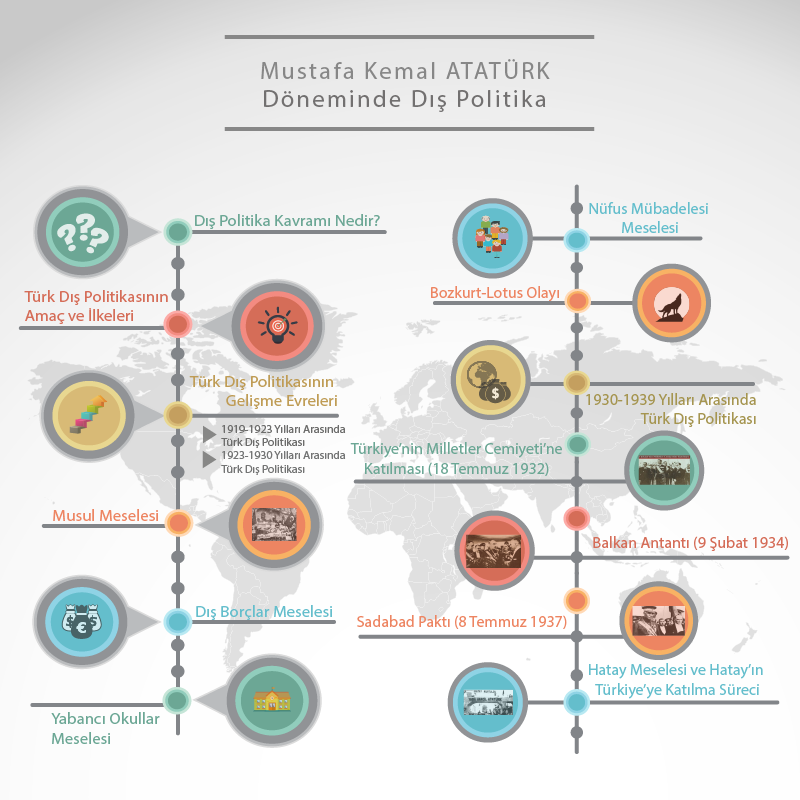 Mustafa Kemal ATATÜRK
Döneminde Dış Politika
Dış Politika Kavramı Nedir?
Türk Dış Politikasının
Amaç ve İlkeleri
Türk Dış Politikasının
Gelişme Evreleri
1919-1923 Yılları Arasında
Türk Dış Politikası
1923-1930 Yılları Arasında
Türk Dış Politikası
Musul Meselesi
Dış Borçlar Meselesi
Yabancı Okullar
Meselesi
Nüfus Mübadelesi
Meselesi
Bozkurt-Lotus Olayı
1930-1939 Yılları Arasında
Türk Dış Politikası
Türkiye'nin Milletler Cemiyeti'ne
Katılması (18 Temmuz 1932)
Balkan Antantı (9 Şubat 1934)
Sadabad Paktı (8 Temmuz 1937)
Hatay Meselesi ve Hatay'ın
Türkiye'ye Katılma Süreci